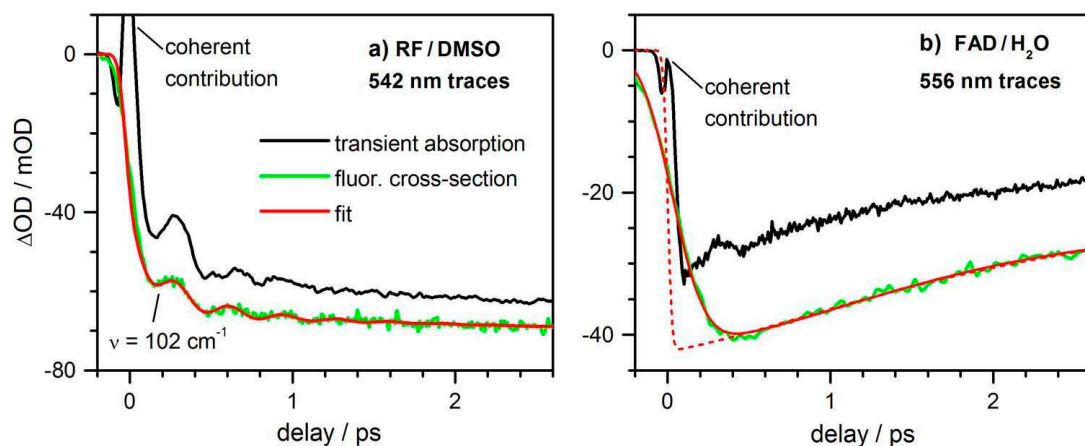 coherent
contribution
a) RF / DMSO
542 nm traces
transient absorption
fluor. cross-section
fit
ν = 102 cm⁻¹
0
-40
-80
ΔOD / mOD
0
1
2
delay / ps
b) FAD / H₂O
556 nm traces
coherent
contribution
0
-20
-40
0
1
2
delay / ps